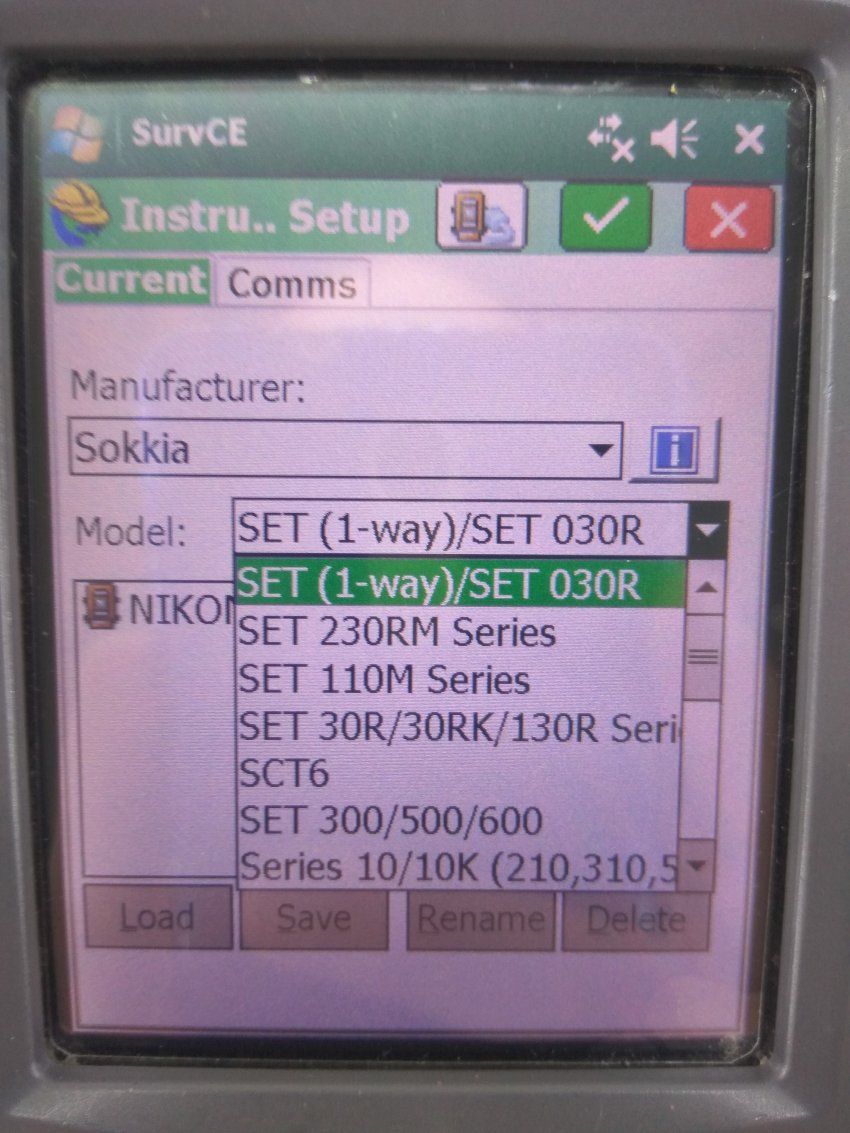 SurvCE
Instru.. Setup
Current Comms
Manufacturer:
Sokkia
Model: SET (1-way)/SET 030R
SET (1-way)/SET 030R
NIKON
SET 230RM Series
SET 110M Series
SET 30R/30RK/130R Seri
SCT6
SET 300/500/600
Series 10/10K (210,310,5
Load Save Rename Delete